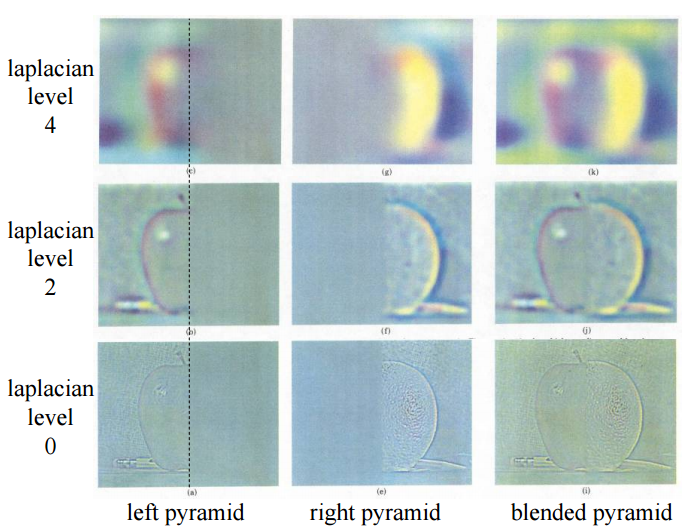 laplacian
level
4
(c)
(g)
(k)
laplacian
level
2
(b)
(f)
(j)
laplacian
level
0
(a)
(e)
(i)
left pyramid
right pyramid
blended pyramid